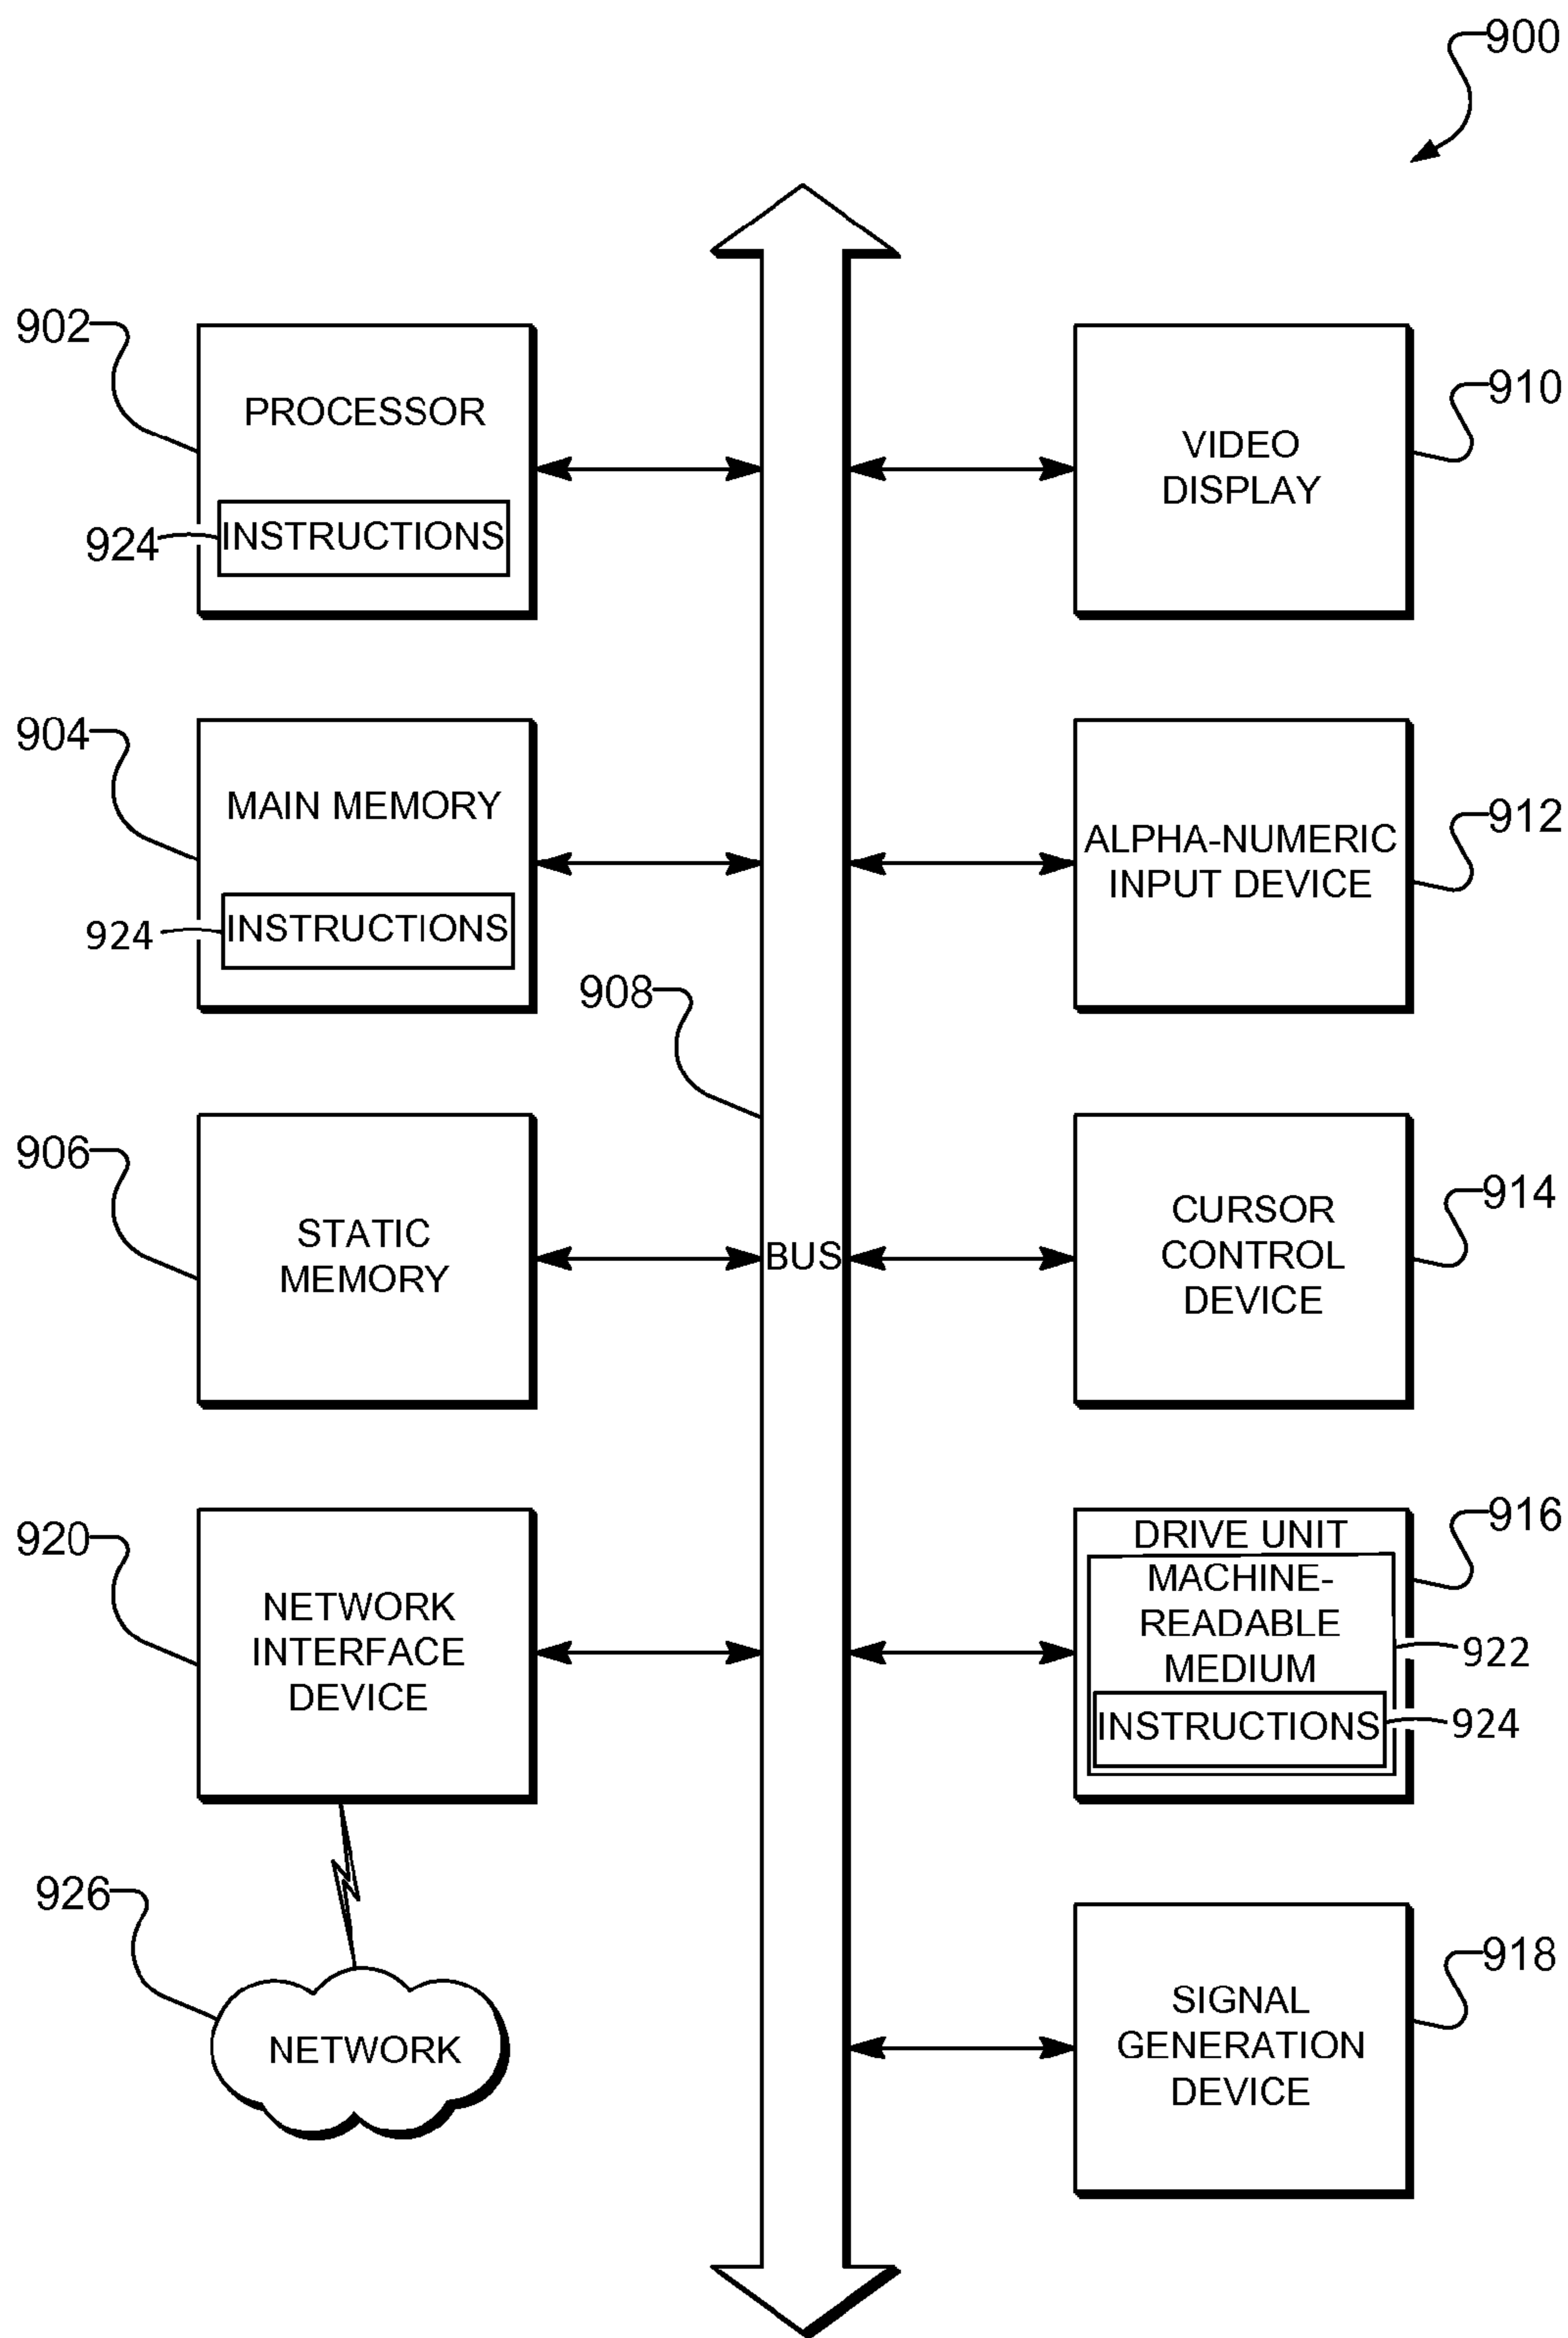 900
902
PROCESSOR
924
INSTRUCTIONS
910
VIDEO
DISPLAY
904
MAIN MEMORY
924
INSTRUCTIONS
912
ALPHA-NUMERIC
INPUT DEVICE
908
BUS
906
STATIC
MEMORY
914
CURSOR
CONTROL
DEVICE
920
NETWORK
INTERFACE
DEVICE
916
DRIVE UNIT
MACHINE-
READABLE
MEDIUM
922
INSTRUCTIONS
924
926
NETWORK
918
SIGNAL
GENERATION
DEVICE